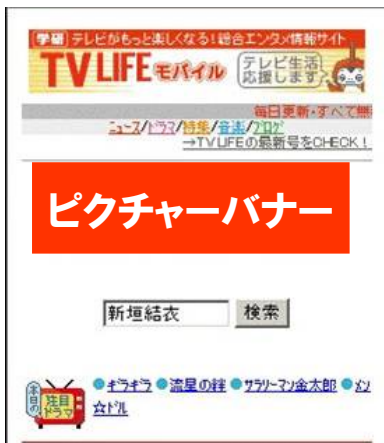 学研 テレビがもっと楽しくなる!総合エンタメ情報サイト
TV LIFE モバイル
テレビ生活
応援します
毎日更新・すべて無
ニュース/ドラマ/特集/音楽/ブログ
→TVLIFEの最新号をCHECK!
ピクチャーバナー
新垣結衣 検索
本日の
注目
ドラマ
●ギラギラ●流星の絆●サラリーマン金太郎●メン
☆ドル